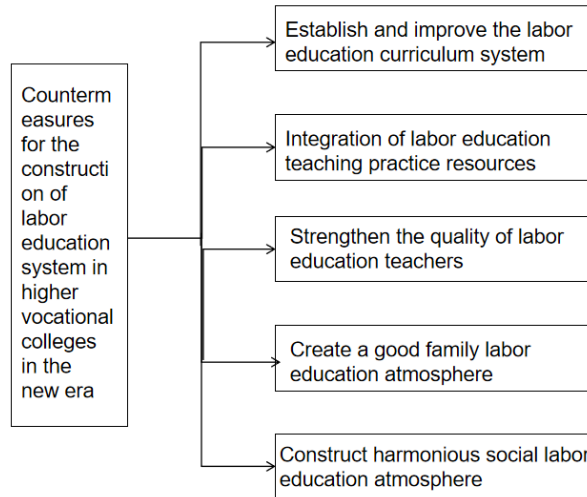 Counterm
easures
for the
constructi
on of
labor
education
system in
higher
vocational
colleges
in the
new era
Establish and improve the labor
education curriculum system
Integration of labor education
teaching practice resources
Strengthen the quality of labor
education teachers
Create a good family labor
education atmosphere
Construct harmonious social labor
education atmosphere